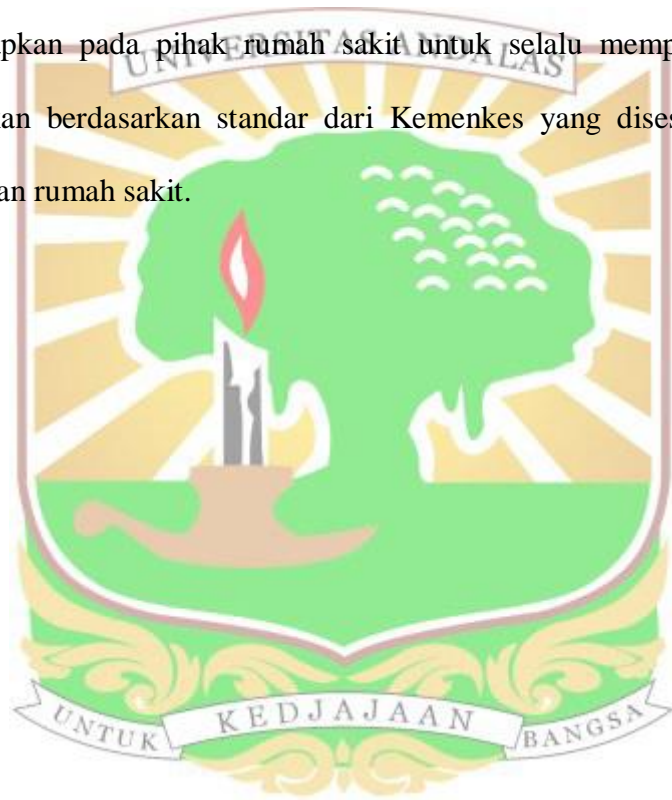 apkan pada pihak rumah sakit untuk selalu memp
UNIVERSITAS ANDALAS
an berdasarkan standar dari Kemenkes yang dises
an rumah sakit.
UNTUK KEDJAJAAN BANGSA